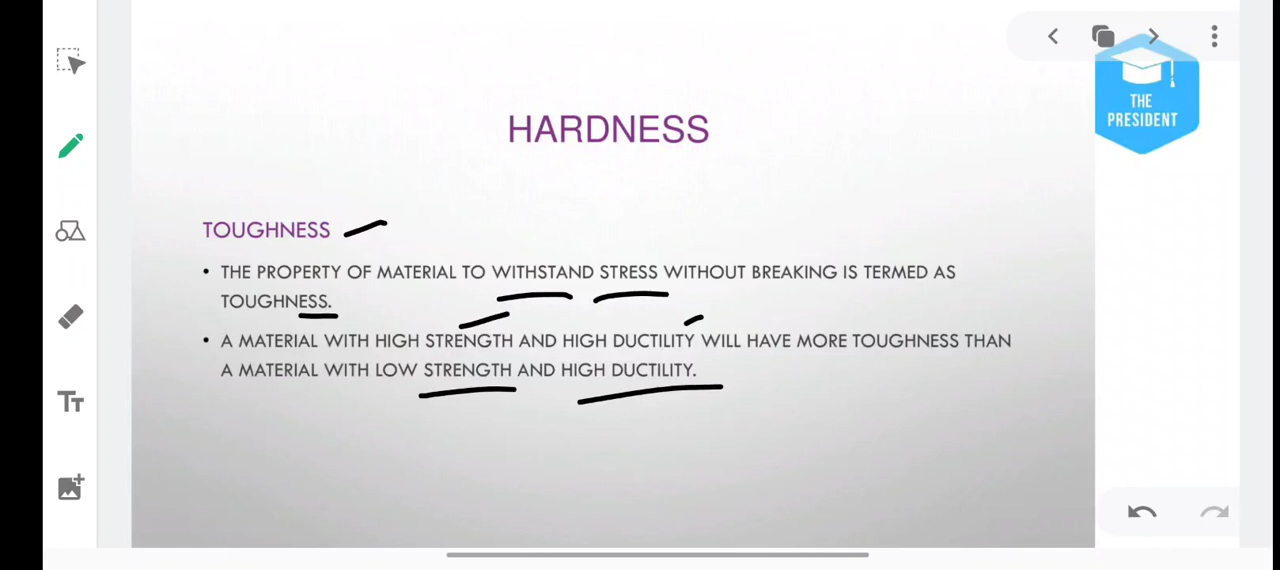 THE
PRESIDENT
HARDNESS
TOUGHNESS
• THE PROPERTY OF MATERIAL TO WITHSTAND STRESS WITHOUT BREAKING IS TERMED AS
TOUGHNESS.
• A MATERIAL WITH HIGH STRENGTH AND HIGH DUCTILITY WILL HAVE MORE TOUGHNESS THAN
A MATERIAL WITH LOW STRENGTH AND HIGH DUCTILITY.
TT